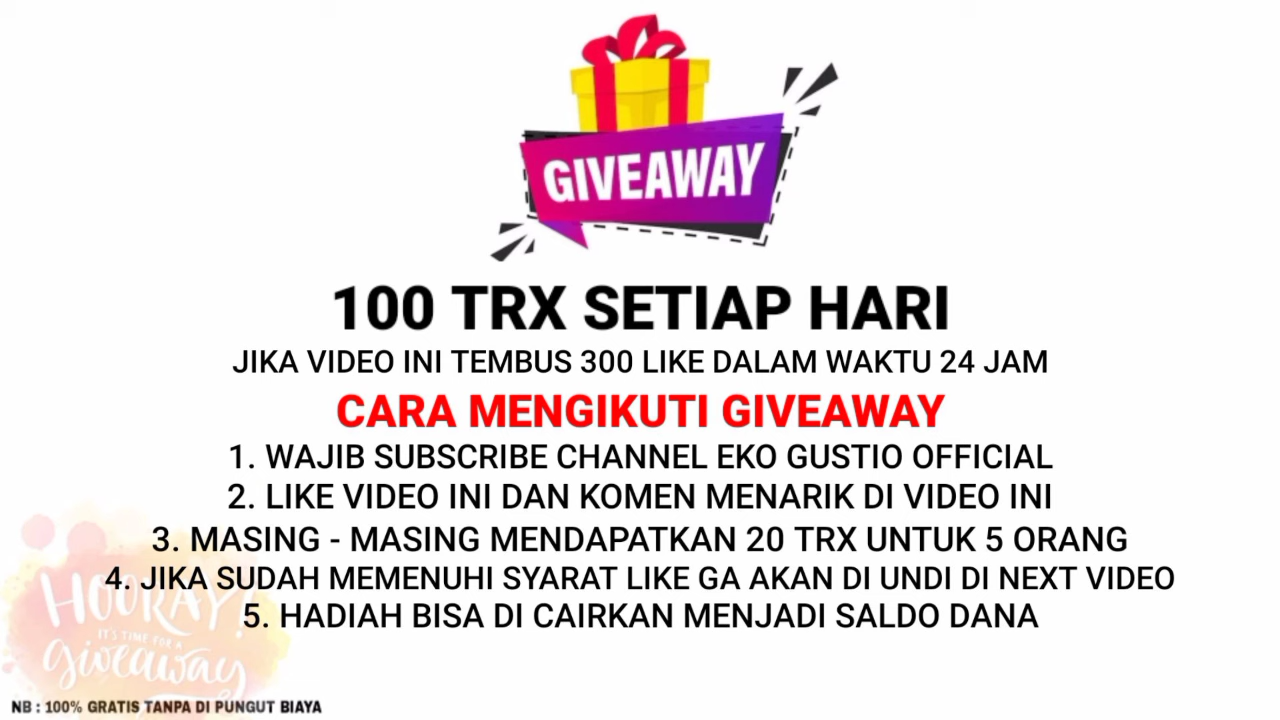 GIVEAWAY
100 TRX SETIAP HARI
JIKA VIDEO INI TEMBUS 300 LIKE DALAM WAKTU 24 JAM
CARA MENGIKUTI GIVEAWAY
1. WAJIB SUBSCRIBE CHANNEL EKO GUSTIO OFFICIAL
2. LIKE VIDEO INI DAN KOMEN MENARIK DI VIDEO INI
3. MASING - MASING MENDAPATKAN 20 TRX UNTUK 5 ORANG
4. JIKA SUDAH MEMENUHI SYARAT LIKE GA AKAN DI UNDI DI NEXT VIDEO
5. HADIAH BISA DI CAIRKAN MENJADI SALDO DANA
HOORAY!
IT'S TIME FOR A
giveaway
NB : 100% GRATIS TANPA DI PUNGUT BIAYA